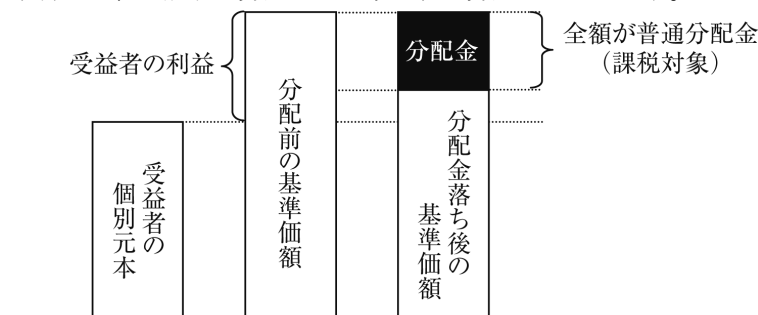 受益者の利益
分配金
全額が普通分配金
（課税対象）
受益者の
個別元本
分配前の基準価額
分配金落ち後の
基準価額